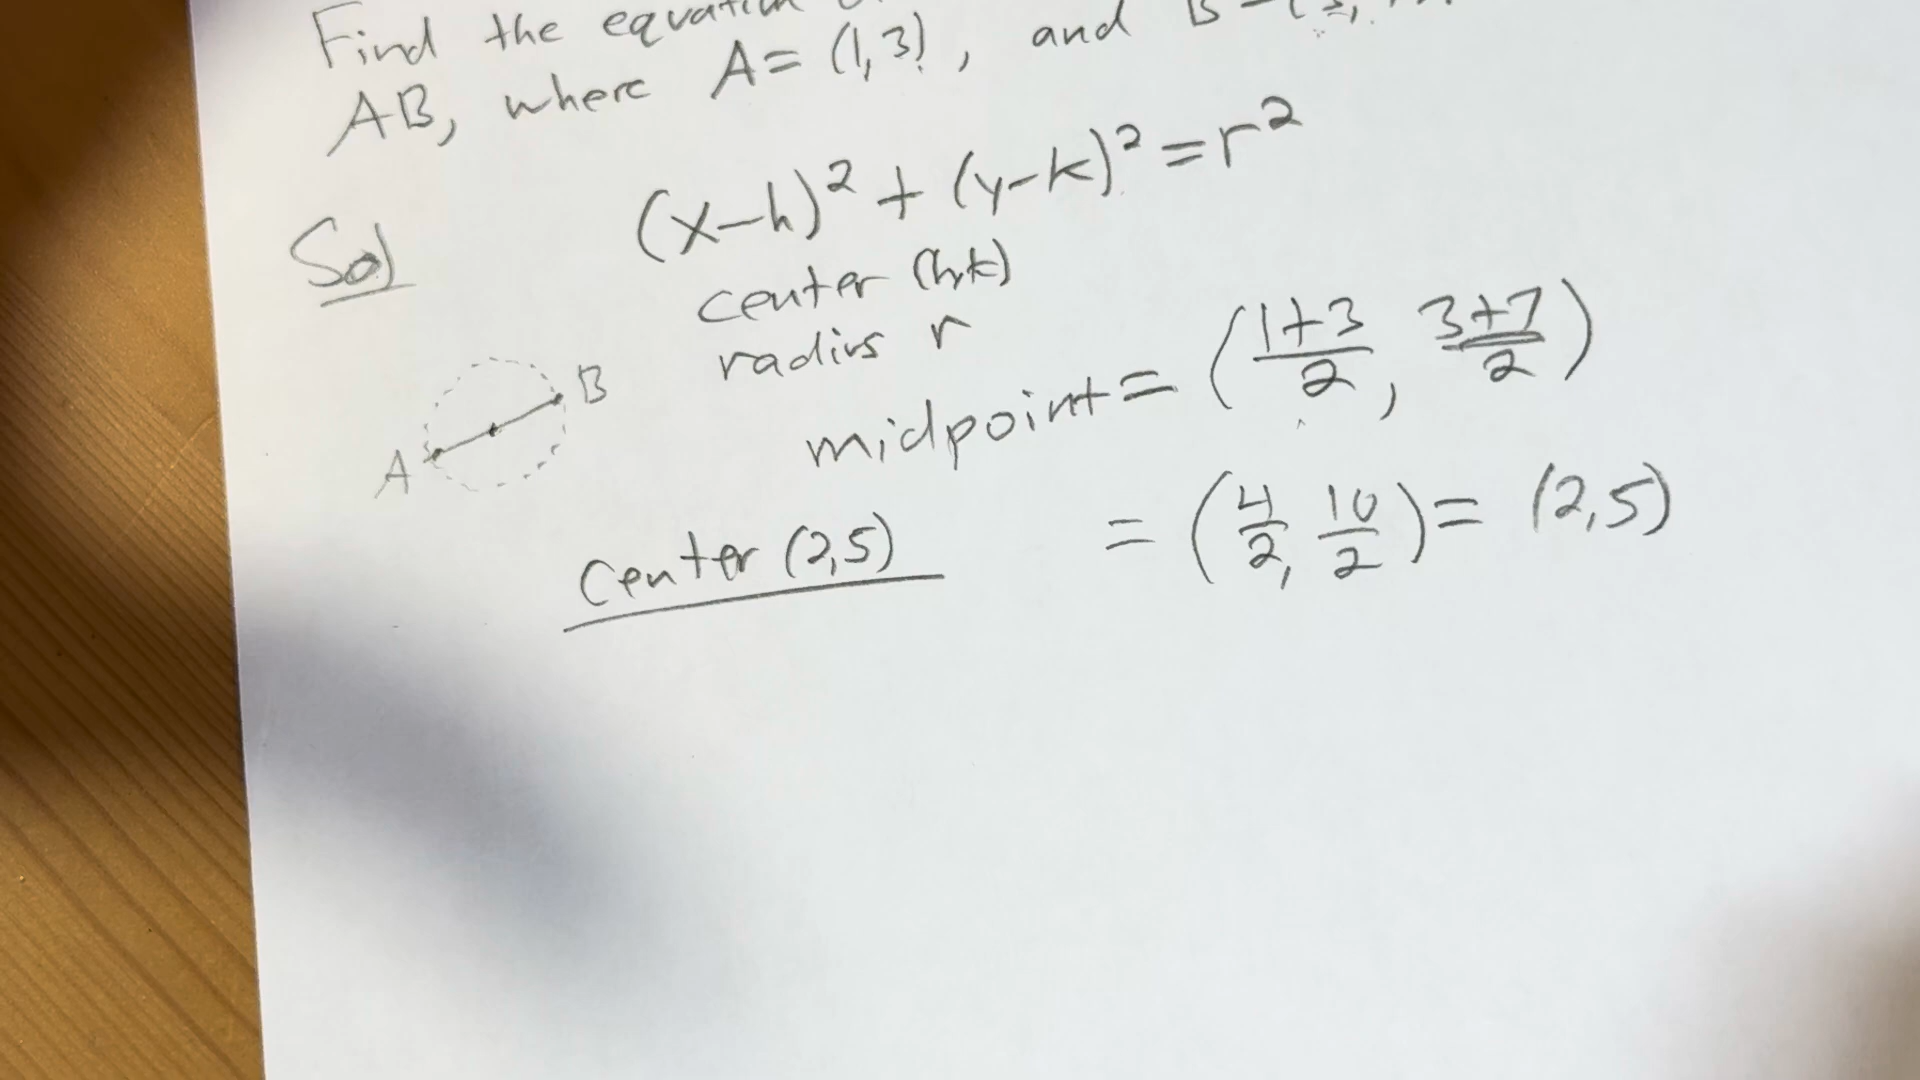 Find the equation
AB, where A = (1,3), and B =
Sol
(x-h)² + (y-k)² = r²
center (h,k)
radius r
A B
midpoint = (1+3/2, 3+7/2)
= (4/2, 10/2) = (2,5)
center (2,5)